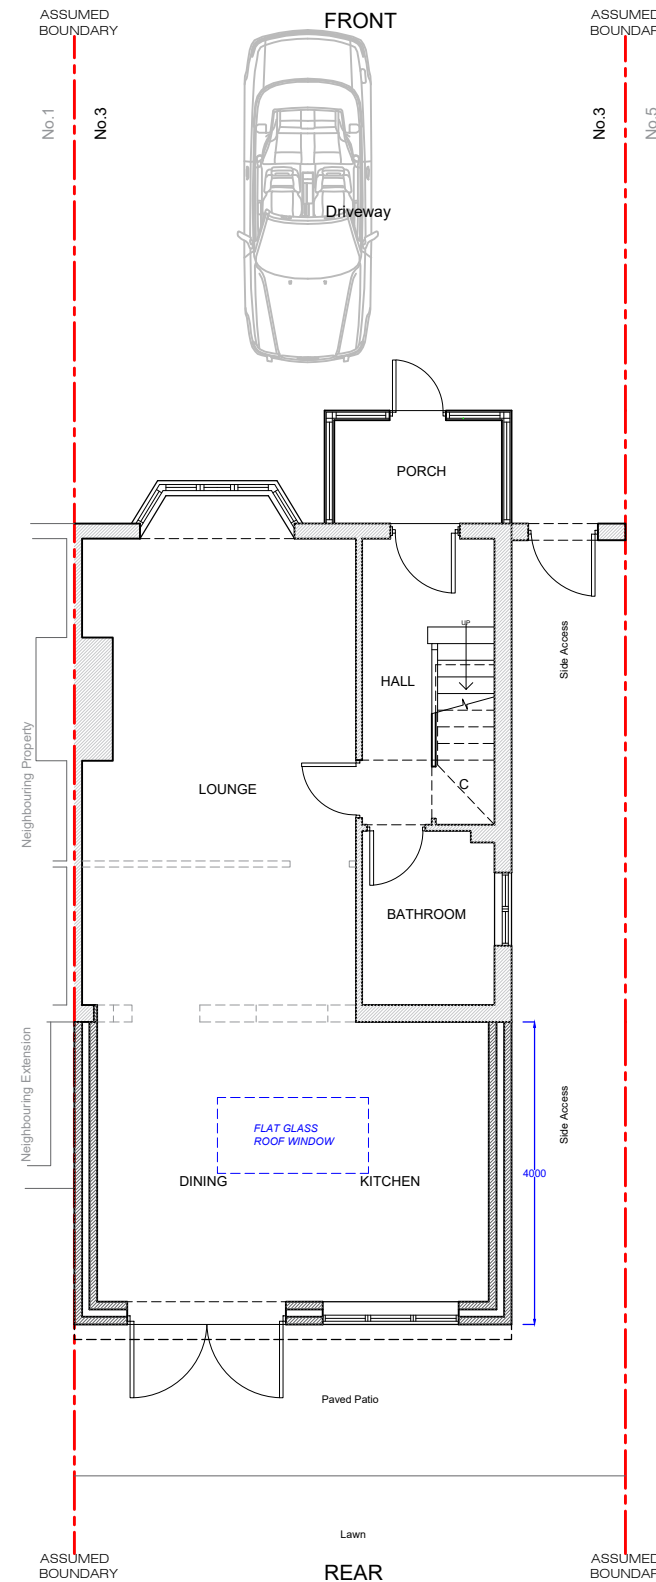 ASSUMED
BOUNDARY
FRONT
ASSUMED
BOUNDAR
No.1
No.3
No.3
No.5
Driveway
PORCH
UP
Side Access
HALL
Neighbouring Property
LOUNGE
C
BATHROOM
Neighbouring Extension
FLAT GLASS
ROOF WINDOW
Side Access
DINING
KITCHEN
4000
Paved Patio
Lawn
ASSUMED
BOUNDARY
REAR
ASSUMED
BOUNDAR